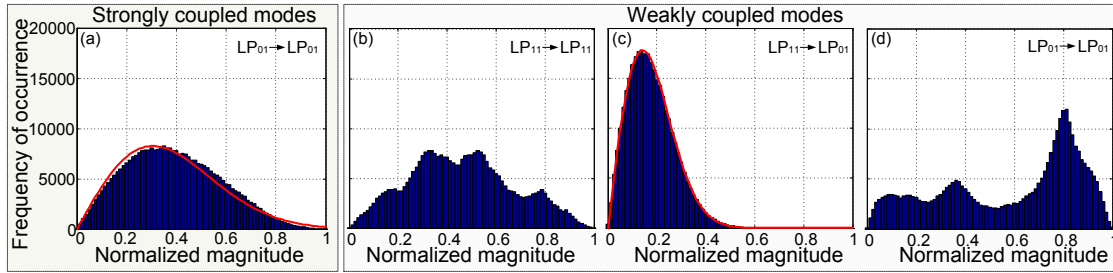 Strongly coupled modes
Weakly coupled modes
Frequency of occurrence
20000
15000
10000
5000
0
(a)
LP01→LP01
0 0.2 0.4 0.6 0.8 1
Normalized magnitude
(b)
LP11→LP11
0 0.2 0.4 0.6 0.8 1
Normalized magnitude
(c)
LP11→LP01
0 0.2 0.4 0.6 0.8 1
Normalized magnitude
(d)
LP01→LP01
0 0.2 0.4 0.6 0.8 1
Normalized magnitude